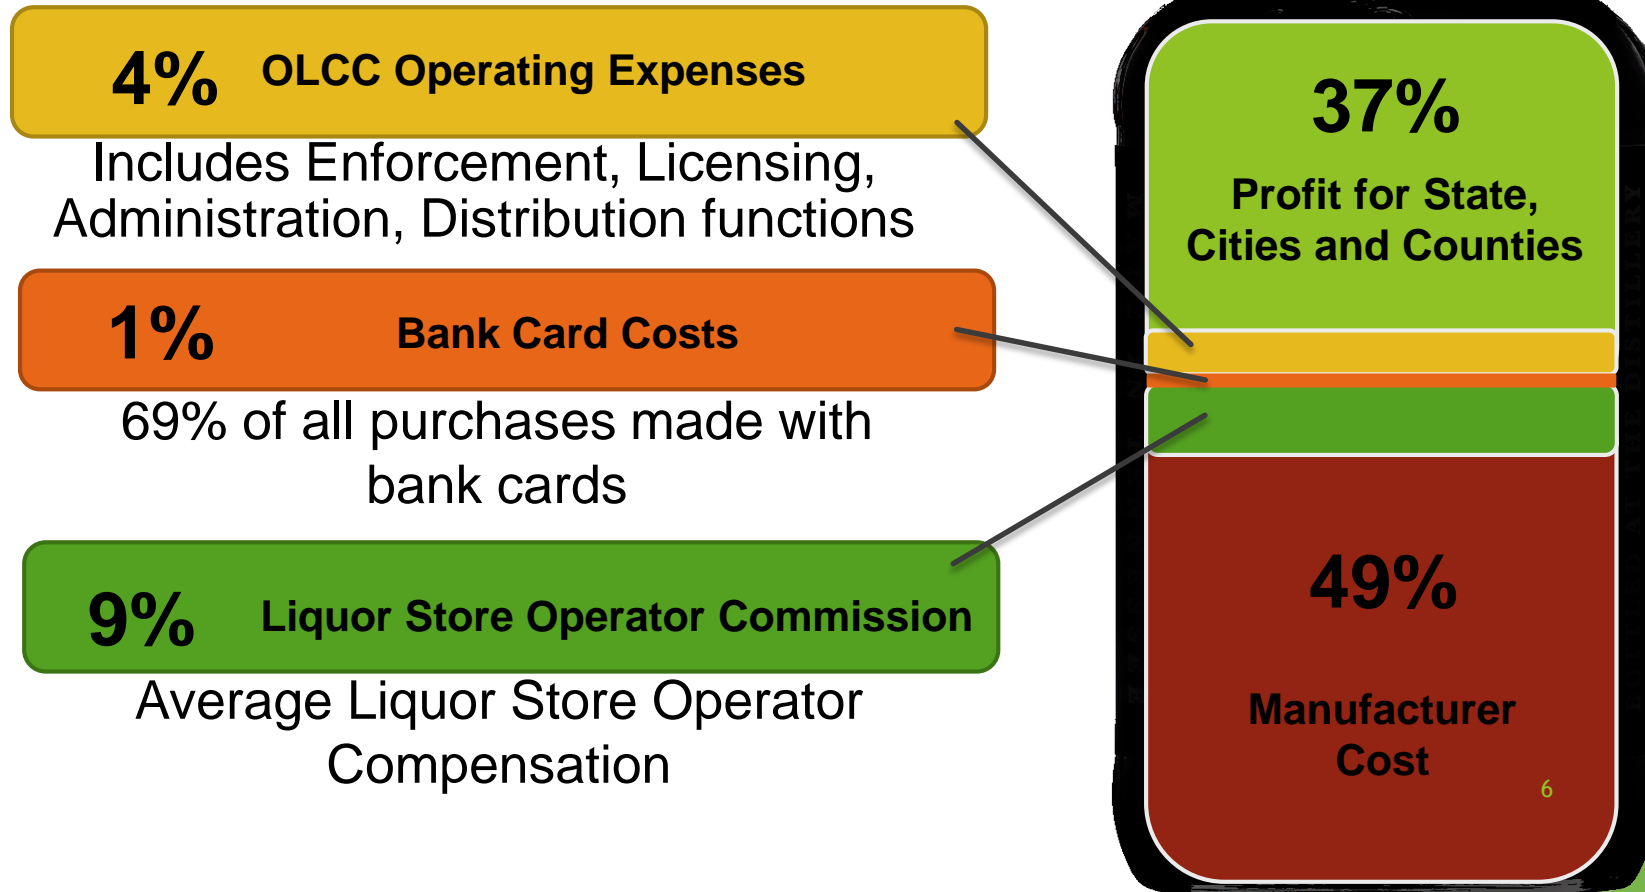 4% OLCC Operating Expenses
Includes Enforcement, Licensing,
Administration, Distribution functions
1% Bank Card Costs
69% of all purchases made with
bank cards
9% Liquor Store Operator Commission
Average Liquor Store Operator
Compensation
37%
Profit for State,
Cities and Counties
49%
Manufacturer
Cost
6